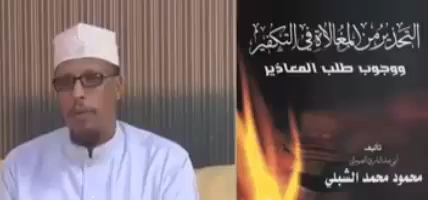 التحذير من المغالاة في التكفير
ووجوب طلب المعاذير
تأليف
محمود محمد الشبلي